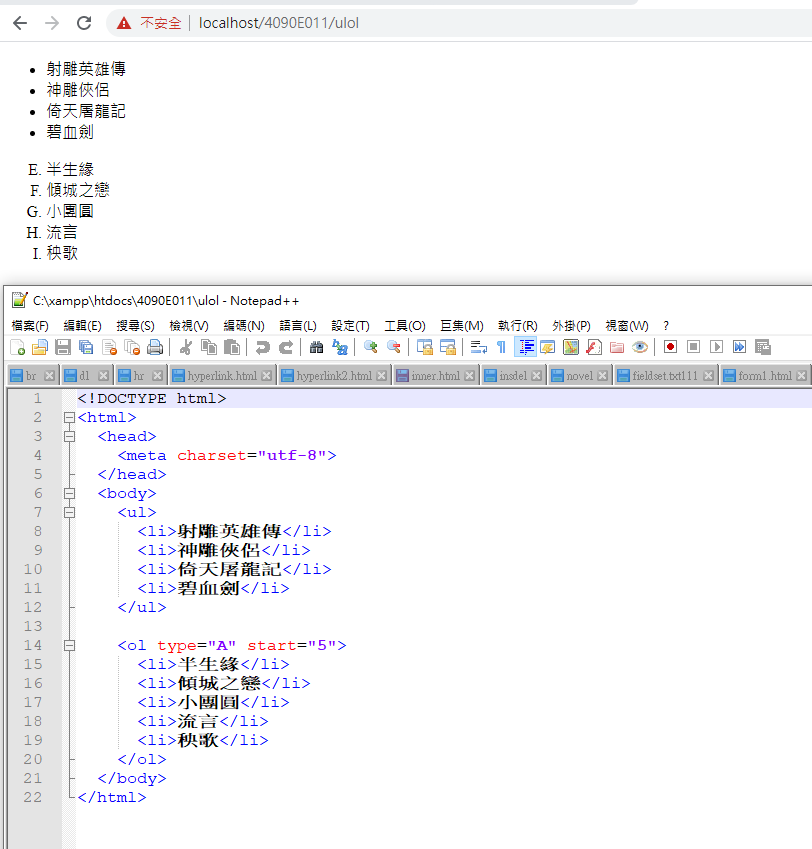 不安全 localhost/4090E011/ulol
射雕英雄傳
神雕俠侶
倚天屠龍記
碧血劍
E. 半生緣
F. 傾城之戀
G. 小團圓
H. 流言
I. 秧歌
C:\xampp\htdocs\4090E011\ulol - Notepad++
檔案(F) 編輯(E) 搜尋(S) 檢視(V) 編碼(N) 語言(L) 設定(T) 工具(O) 巨集(M) 執行(R) 外掛(P) 視窗(W) ?
br dl hr hyperlink.html hyperlink2.html inner.html insdel novel fieldset.txt111 form1.html
1 <!DOCTYPE html>
2 <html>
3 <head>
4 <meta charset="utf-8">
5 </head>
6 <body>
7 <ul>
8 <li>射雕英雄傳</li>
9 <li>神雕俠侶</li>
10 <li>倚天屠龍記</li>
11 <li>碧血劍</li>
12 </ul>
13
14 <ol type="A" start="5">
15 <li>半生緣</li>
16 <li>傾城之戀</li>
17 <li>小團圓</li>
18 <li>流言</li>
19 <li>秧歌</li>
20 </ol>
21 </body>
22 </html>